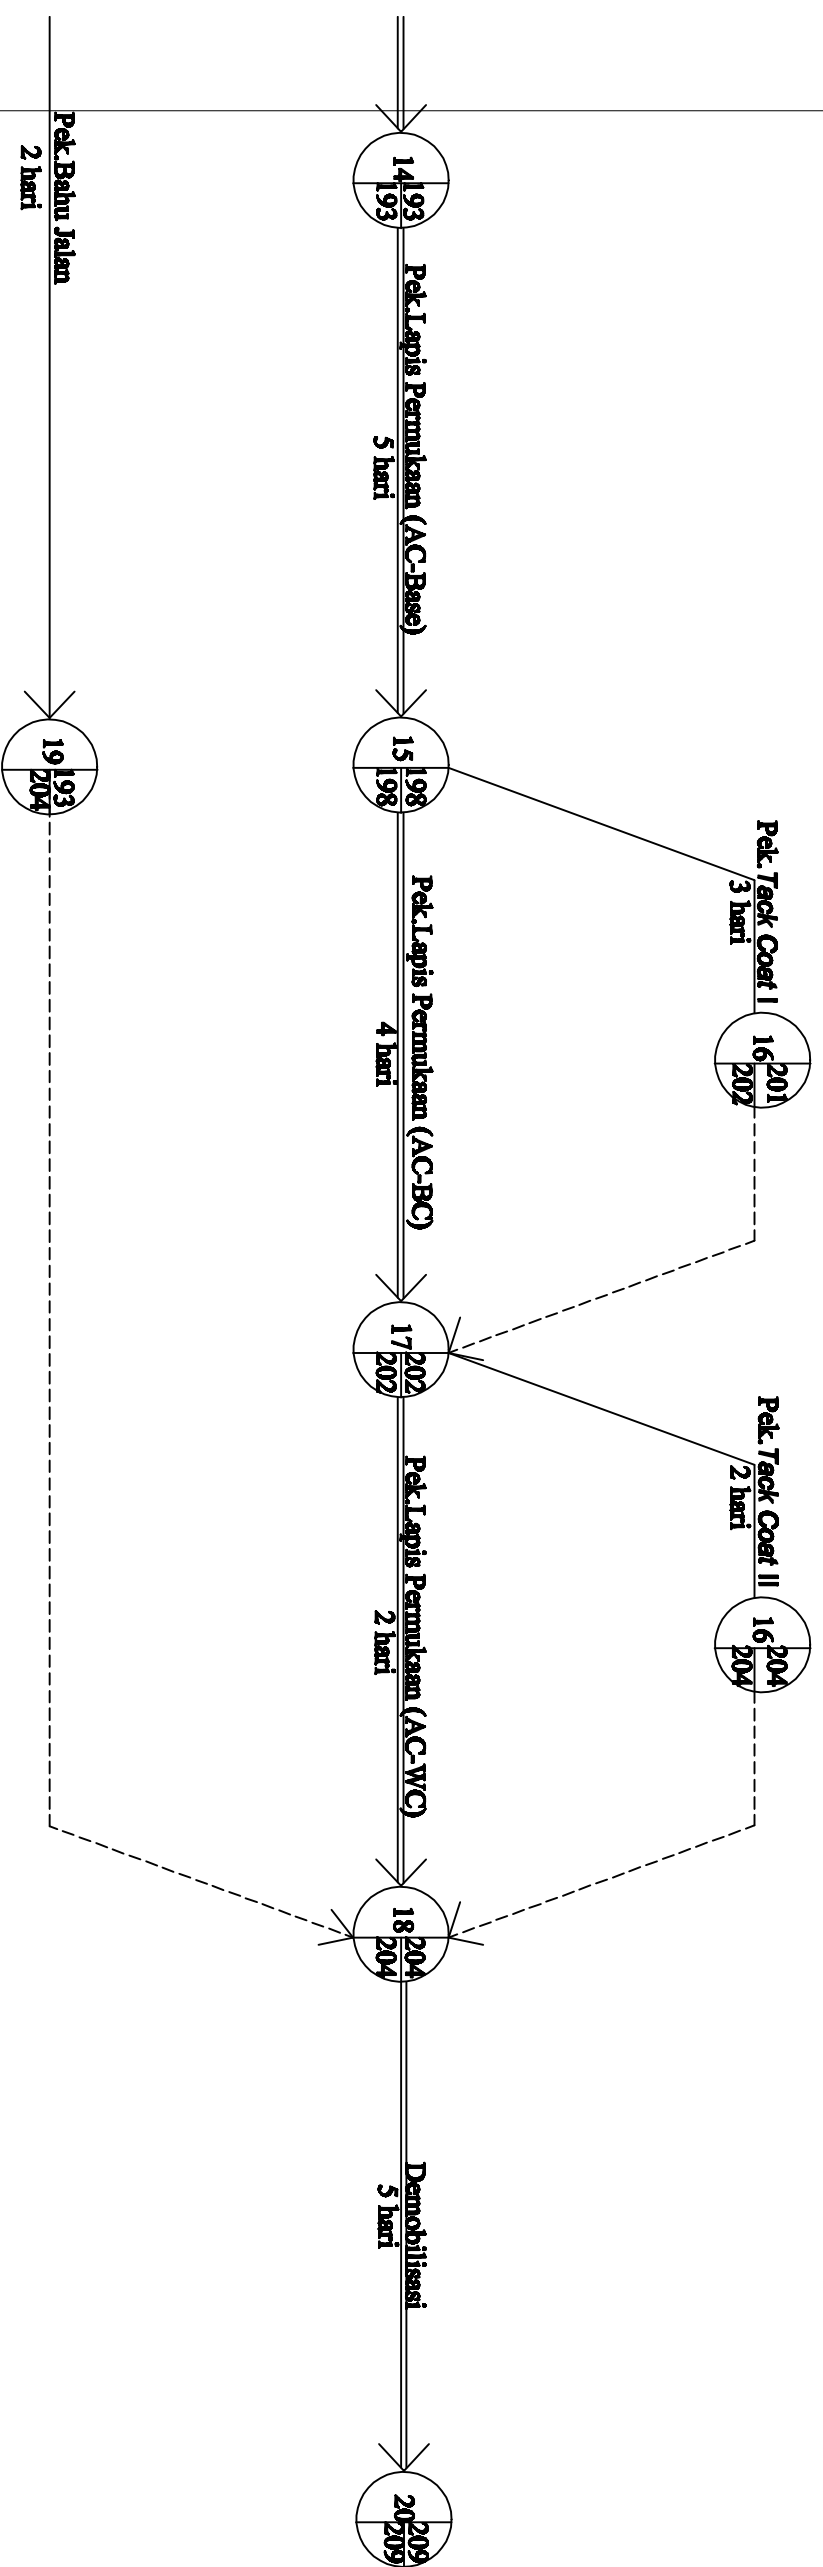 14
193
193
Pek.Lapis Permukaan (AC-Base)
5 hari
15
198
198
Pek.Tack Coat I
3 hari
16
201
202
Pek.Lapis Permukaan (AC-BC)
4 hari
17
202
202
Pek.Tack Coat II
2 hari
16
204
204
Pek.Lapis Permukaan (AC-WC)
2 hari
18
204
204
Demobilisasi
5 hari
20
209
209
Pek.Bahu Jalan
2 hari
19
193
204